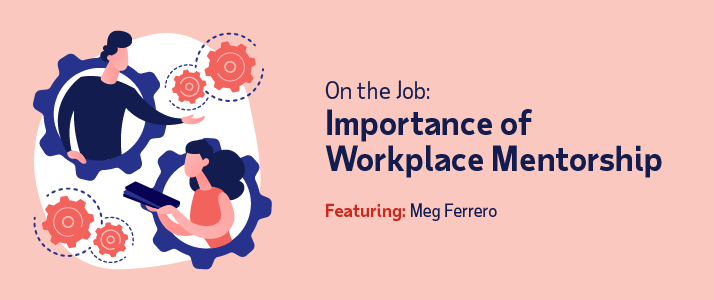 On the Job:
Importance of
Workplace Mentorship
Featuring: Meg Ferrero